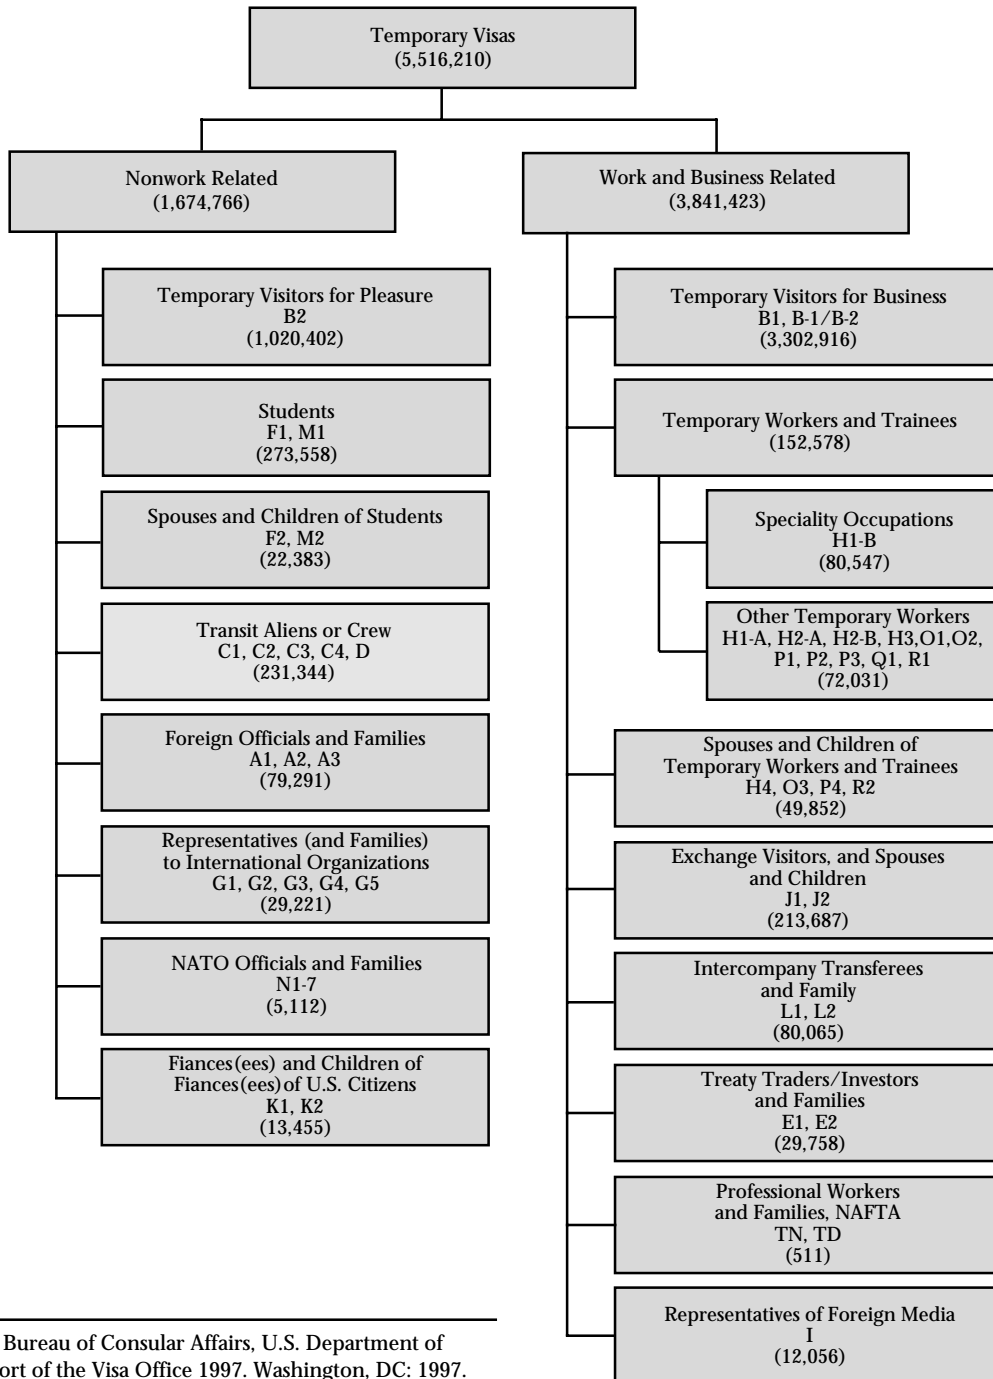 Temporary Visas
(5,516,210)
Nonwork Related
(1,674,766)
Temporary Visitors for Pleasure
B2
(1,020,402)
Students
F1, M1
(273,558)
Spouses and Children of Students
F2, M2
(22,383)
Transit Aliens or Crew
C1, C2, C3, C4, D
(231,344)
Foreign Officials and Families
A1, A2, A3
(79,291)
Representatives (and Families)
to International Organizations
G1, G2, G3, G4, G5
(29,221)
NATO Officials and Families
N1-7
(5,112)
Fiances(ees) and Children of
Fiances(ees)of U.S. Citizens
K1, K2
(13,455)
Work and Business Related
(3,841,423)
Temporary Visitors for Business
B1, B-1/B-2
(3,302,916)
Temporary Workers and Trainees
(152,578)
Speciality Occupations
H1-B
(80,547)
Other Temporary Workers
H1-A, H2-A, H2-B, H3,O1,O2,
P1, P2, P3, Q1, R1
(72,031)
Spouses and Children of
Temporary Workers and Trainees
H4, O3, P4, R2
(49,852)
Exchange Visitors, and Spouses
and Children
J1, J2
(213,687)
Intercompany Transferees
and Family
L1, L2
(80,065)
Treaty Traders/Investors
and Families
E1, E2
(29,758)
Professional Workers
and Families, NAFTA
TN, TD
(511)
Representatives of Foreign Media
I
(12,056)
Bureau of Consular Affairs, U.S. Department of
ort of the Visa Office 1997. Washington, DC: 1997.